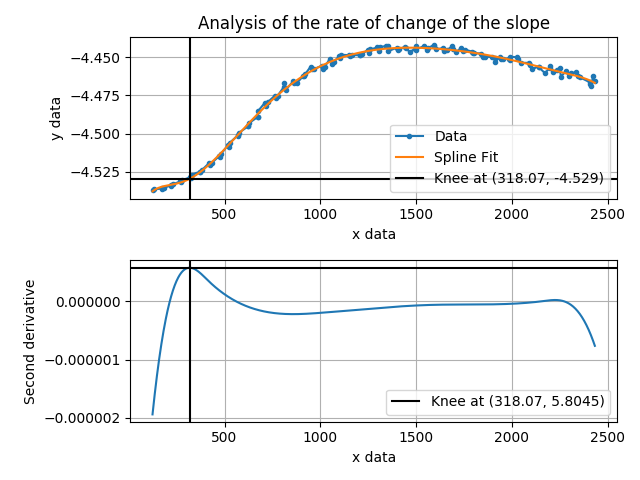 Analysis of the rate of change of the slope
y data
−4.450
−4.475
−4.500
−4.525
Data
Spline Fit
Knee at (318.07, -4.529)
500
1000
1500
2000
2500
x data
Second derivative
0.000000
−0.000001
−0.000002
Knee at (318.07, 5.8045)
500
1000
1500
2000
2500
x data